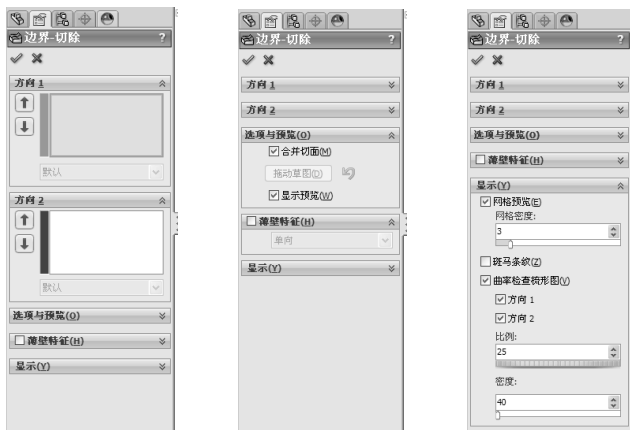 边界-切除 ?
方向 1
默认
方向 2
默认
选项与预览(O)
薄壁特征(H)
显示(Y)
边界-切除 ?
方向 1
方向 2
选项与预览(O)
合并切面(M)
拖动草图(D)
显示预览(W)
薄壁特征(H)
单向
显示(Y)
边界-切除 ?
方向 1
方向 2
选项与预览(O)
薄壁特征(H)
显示(Y)
网格预览(E)
网格密度:
3
斑马条纹(Z)
曲率检查梳形图(V)
方向 1
方向 2
比例:
25
密度:
40